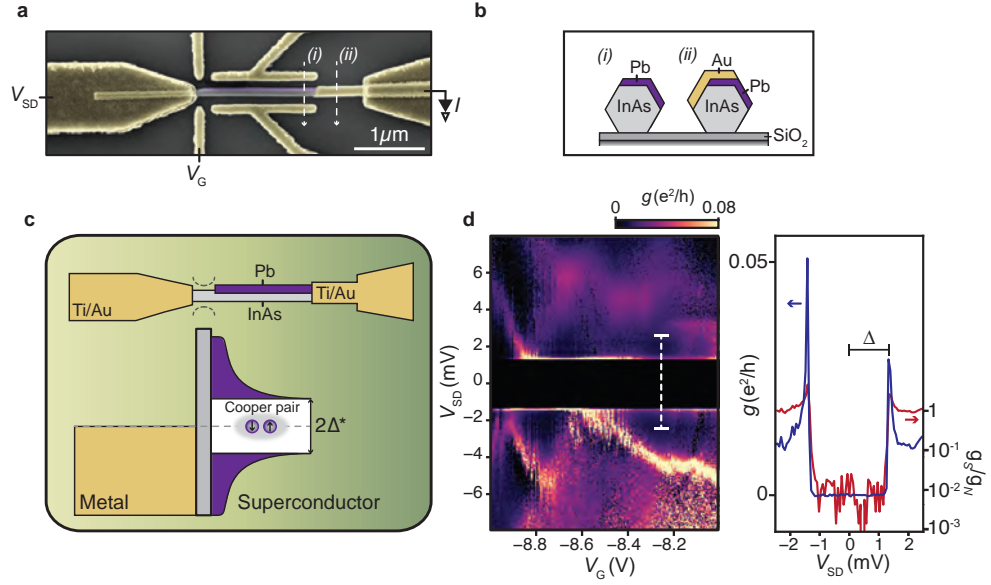 a
(i)
(ii)
V_SD
I
1μm
V_G
b
(i)
(ii)
Pb
Au
InAs
InAs
Pb
SiO₂
c
Pb
Ti/Au
Ti/Au
InAs
Cooper pair
2Δ*
Metal
Superconductor
d
g (e²/h)
0
0.08
6
4
2
0
−2
−4
−6
V_SD (mV)
−8.8
−8.6
−8.4
−8.2
V_G (V)
0.05
0
g(e²/h)
Δ
1
10⁻¹
10⁻²
10⁻³
g_S/g_N
−2
−1
0
1
2
V_SD (mV)